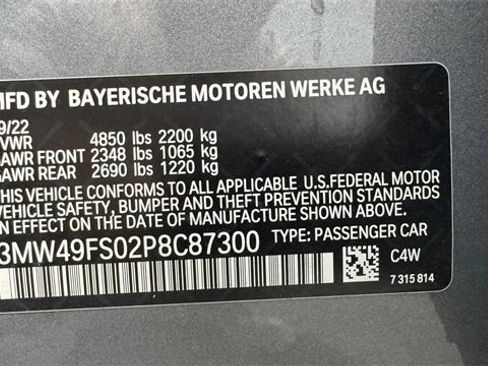 MFD BY BAYERISCHE MOTOREN WERKE AG
9/22
VWR 4850 lbs 2200 kg
AWR FRONT 2348 lbs 1065 kg
GAWR REAR 2690 lbs 1220 kg
THIS VEHICLE CONFORMS TO ALL APPLICABLE U.S.FEDERAL MOTOR
VEHICLE SAFETY, BUMPER AND THEFT PREVENTION STANDARDS
IN EFFECT ON THE DATE OF MANUFACTURE SHOWN ABOVE.
3MW49FS02P8C87300 TYPE: PASSENGER CAR
C4W
7 315 814